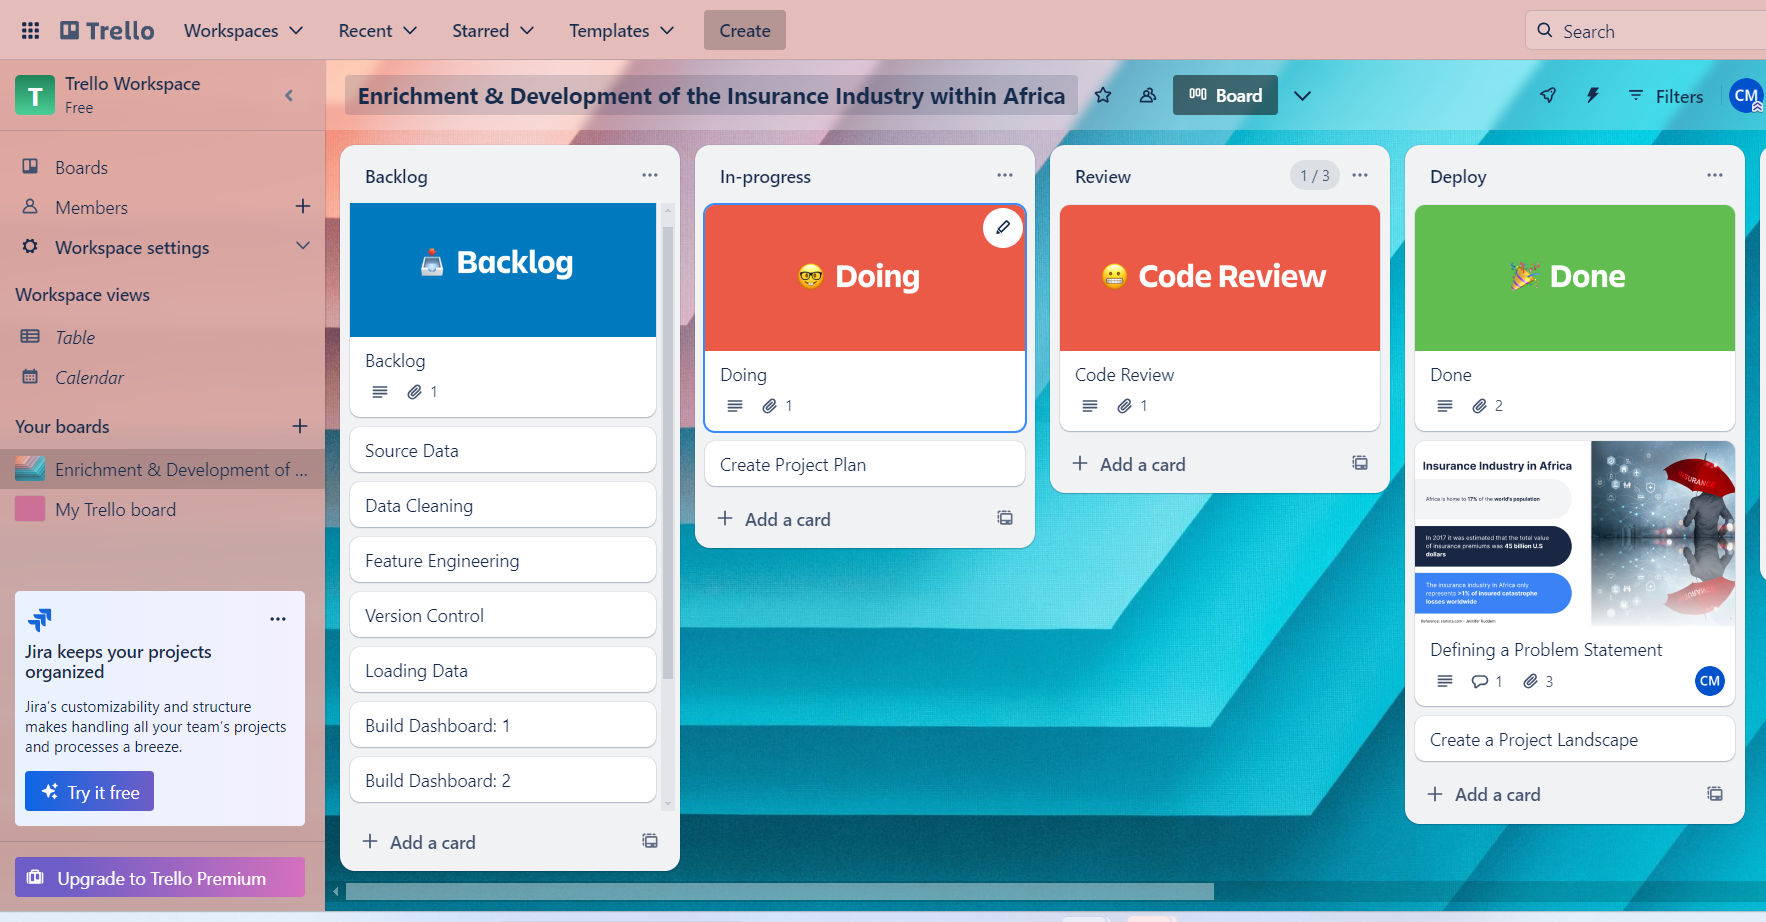 Trello
Workspaces
Recent
Starred
Templates
Create
Search
T
Trello Workspace
Free
Enrichment & Development of the Insurance Industry within Africa
Board
Filters
CM
Boards
Members
Workspace settings
Workspace views
Table
Calendar
Your boards
Enrichment & Development of ...
My Trello board
Jira keeps your projects
organized
Jira's customizability and structure
makes handling all your team's projects
and processes a breeze.
Try it free
Upgrade to Trello Premium
Backlog
Backlog
Backlog
1
Source Data
Data Cleaning
Feature Engineering
Version Control
Loading Data
Build Dashboard: 1
Build Dashboard: 2
Add a card
In-progress
Doing
Doing
1
Create Project Plan
Add a card
Review
1 / 3
Code Review
Code Review
1
Add a card
Deploy
Done
Done
2
Insurance Industry in Africa
Africa is home to 17% of the world's population
In 2017 it was estimated that the total value
of insurance premiums was 45 billion U.S
dollars
The insurance industry in Africa only
represents >1% of insured catastrophe
losses worldwide
INSURANCE
Defining a Problem Statement
1
3
CM
Create a Project Landscape
Add a card